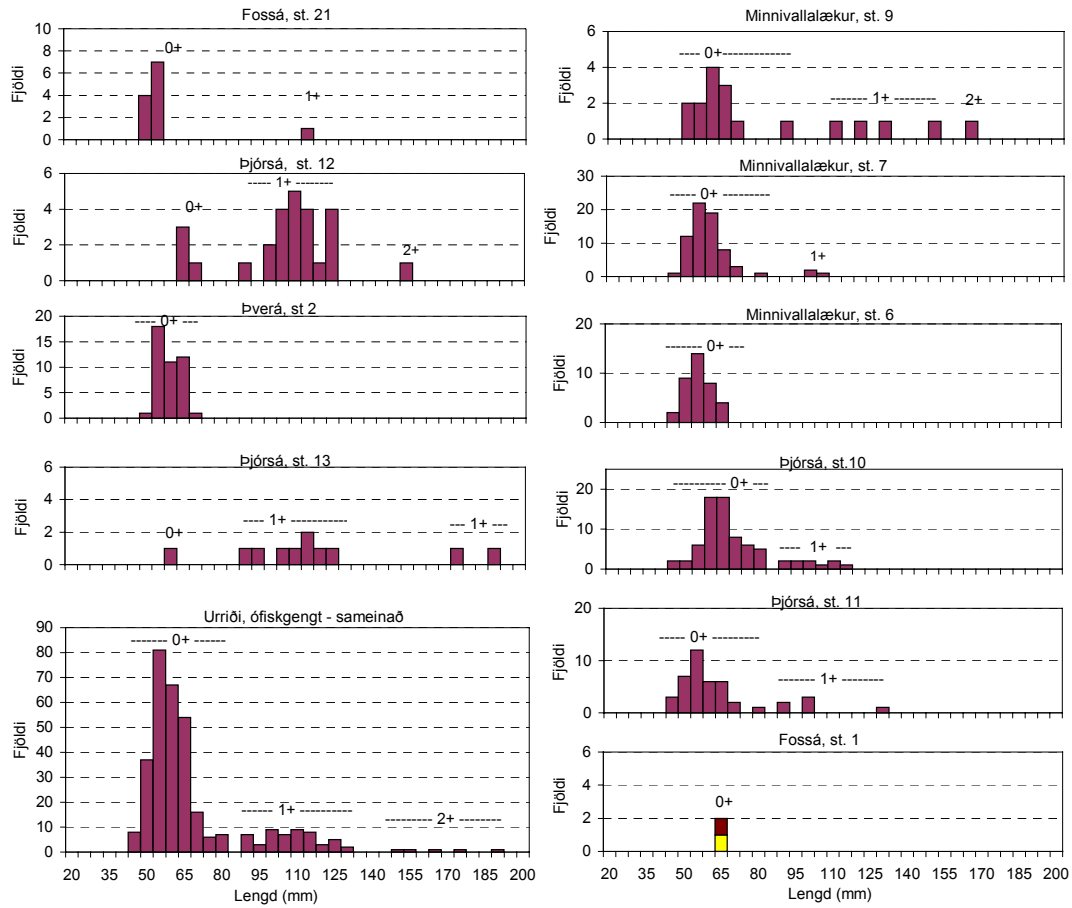 Fossá, st. 21
Fjöldi
10
8
6
4
2
0
0+
1+
Þjórsá, st. 12
Fjöldi
6
4
2
0
0+
----- 1+ --------
2+
Þverá, st 2
Fjöldi
20
15
10
5
0
---- 0+ ---
Þjórsá, st. 13
Fjöldi
6
4
2
0
0+
---- 1+ -----------
--- 1+ ---
Urriði, ófiskgengt - sameinað
Fjöldi
90
80
70
60
50
40
30
20
10
0
------- 0+ ------
------ 1+ -----------
--------- 2+ ---------
20 35 50 65 80 95 110 125 140 155 170 185 200
Lengd (mm)
Minnivallalækur, st. 9
Fjöldi
6
4
2
0
---- 0+ -------------
------- 1+ --------
2+
Minnivallalækur, st. 7
Fjöldi
30
20
10
0
----- 0+ --------
1+
Minnivallalækur, st. 6
Fjöldi
20
10
0
------- 0+ ---
Þjórsá, st.10
Fjöldi
20
10
0
----------- 0+ ---
---- 1+ ---
Þjórsá, st. 11
Fjöldi
20
10
0
----- 0+ ---------
------- 1+ --------
Fossá, st. 1
Fjöldi
6
4
2
0
0+
20 35 50 65 80 95 110 125 140 155 170 185 200
Lengd (mm)